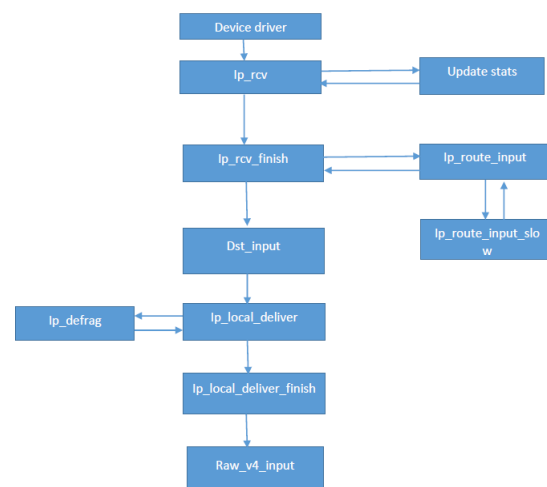 Device driver
Ip_rcv
Update stats
Ip_rcv_finish
Ip_route_input
Ip_route_input_slo
w
Dst_input
Ip_defrag
Ip_local_deliver
Ip_local_deliver_finish
Raw_v4_input